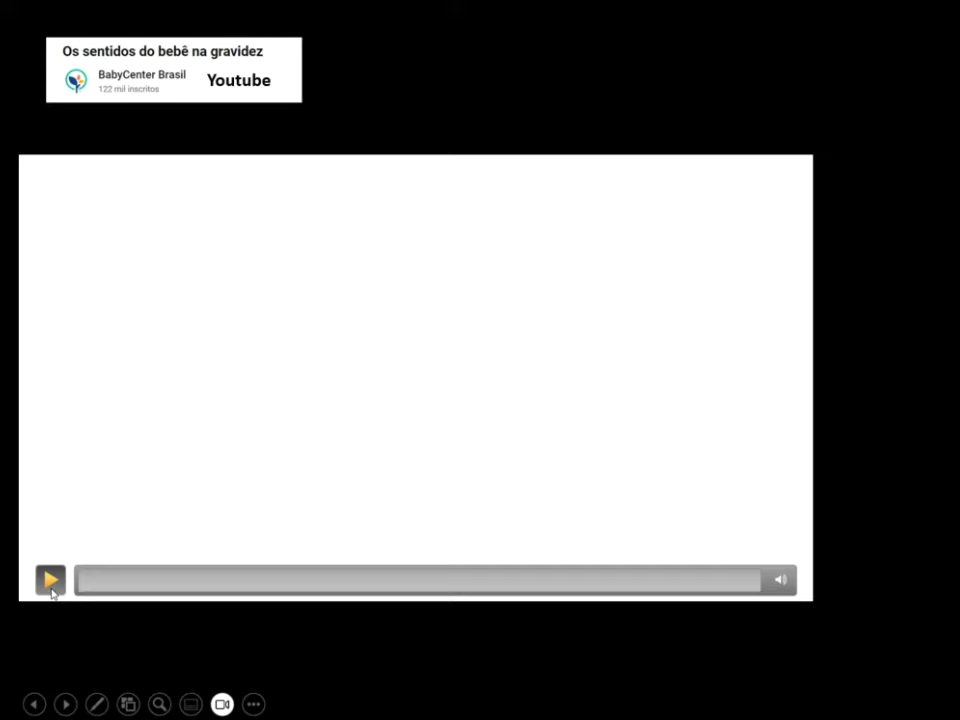 Os sentidos do bebê na gravidez
BabyCenter Brasil
122 mil inscritos
Youtube